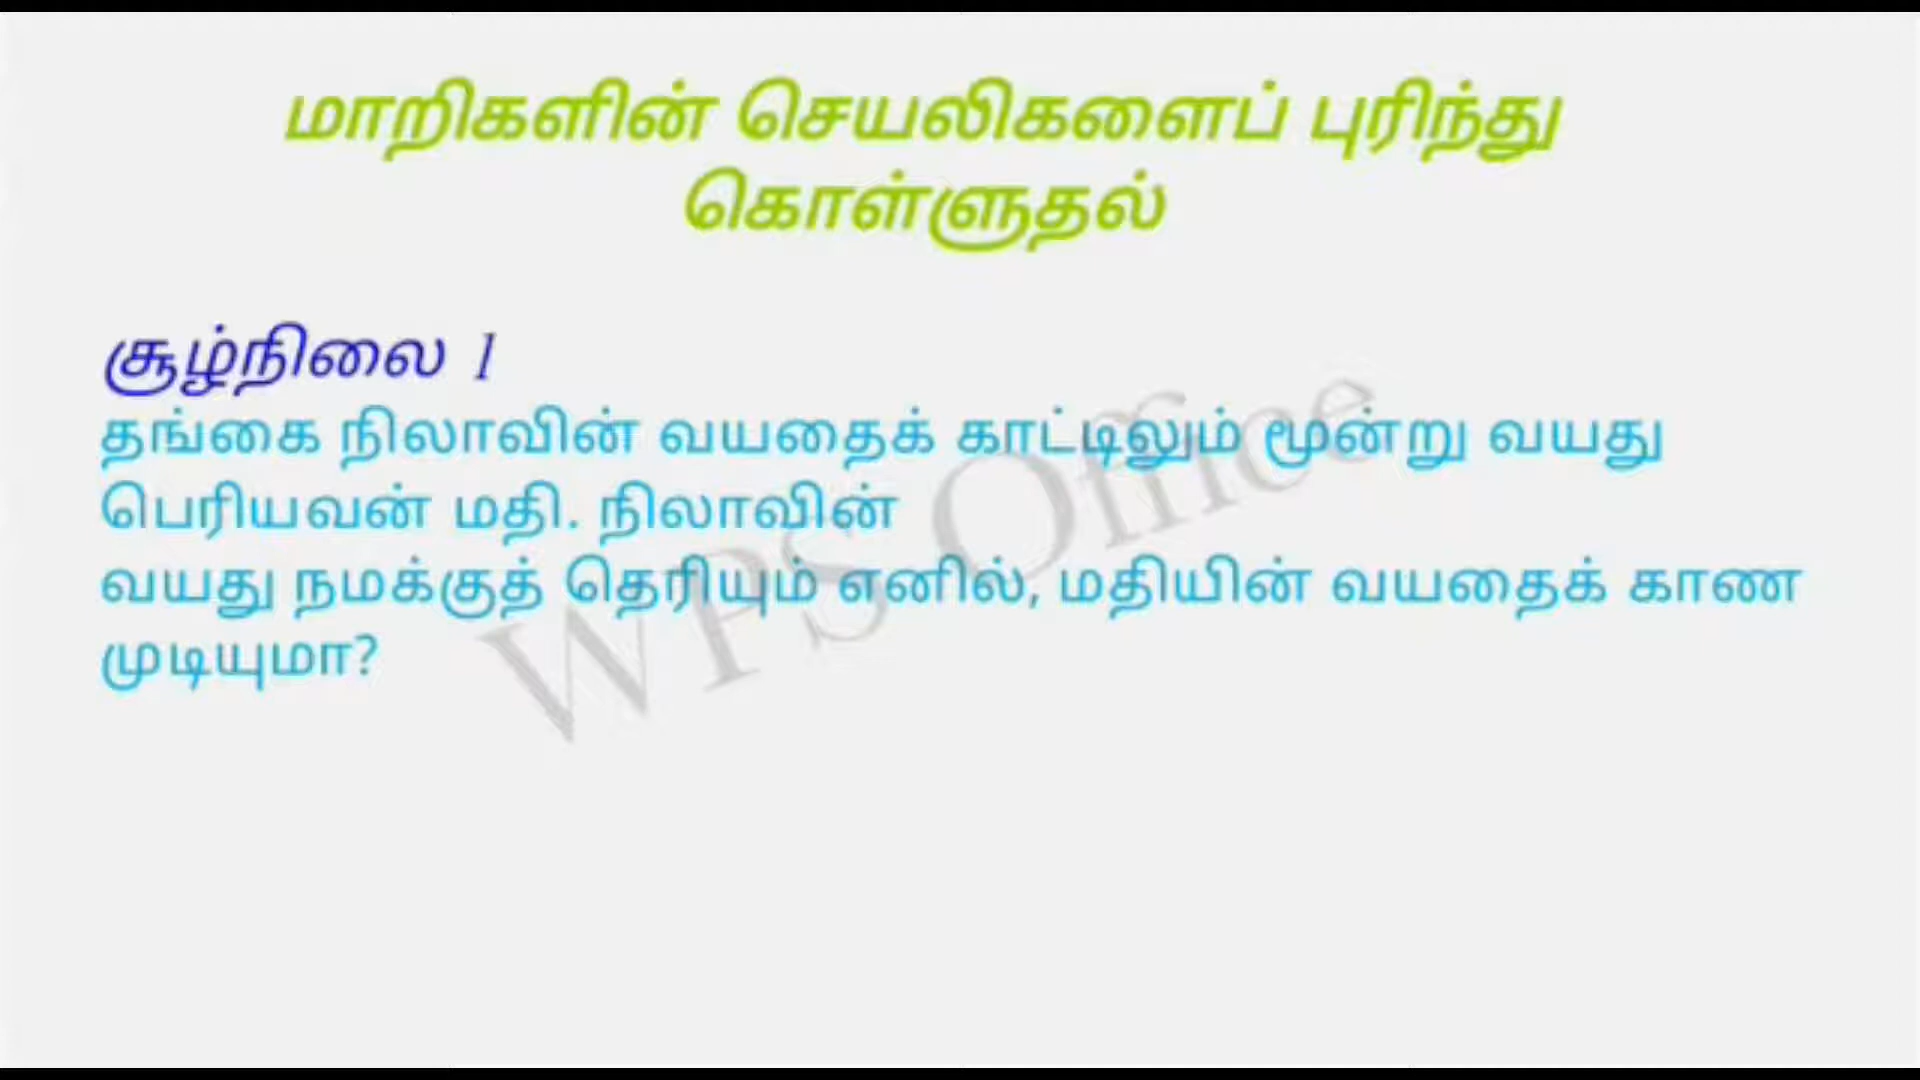 மாறிகளின் செயலிகளைப் புரிந்து
கொள்ளுதல்
சூழ்நிலை 1
தங்கை நிலாவின் வயதைக் காட்டிலும் மூன்று வயது
பெரியவன் மதி. நிலாவின்
வயது நமக்குத் தெரியும் எனில், மதியின் வயதைக் காண
முடியுமா?
WPS Office